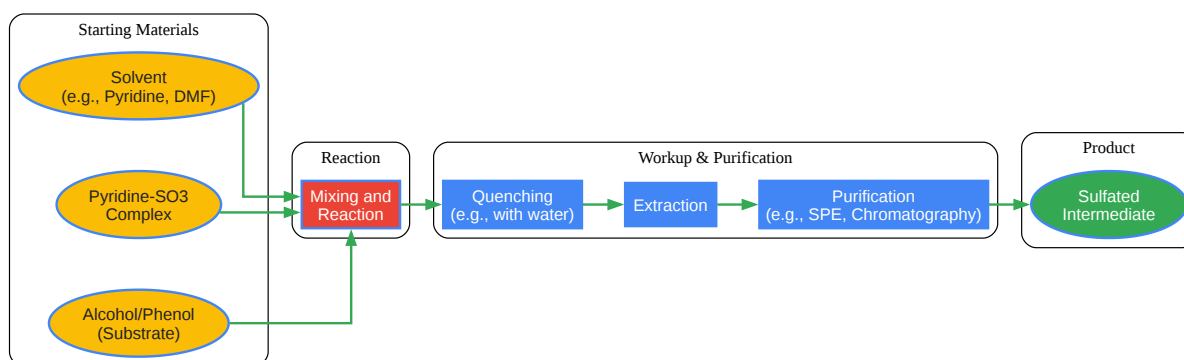 Starting Materials
Solvent
(e.g., Pyridine, DMF)
Pyridine-SO3
Complex
Alcohol/Phenol
(Substrate)
Reaction
Mixing and
Reaction
Workup & Purification
Quenching
(e.g., with water)
Extraction
Purification
(e.g., SPE, Chromatography)
Product
Sulfated
Intermediate